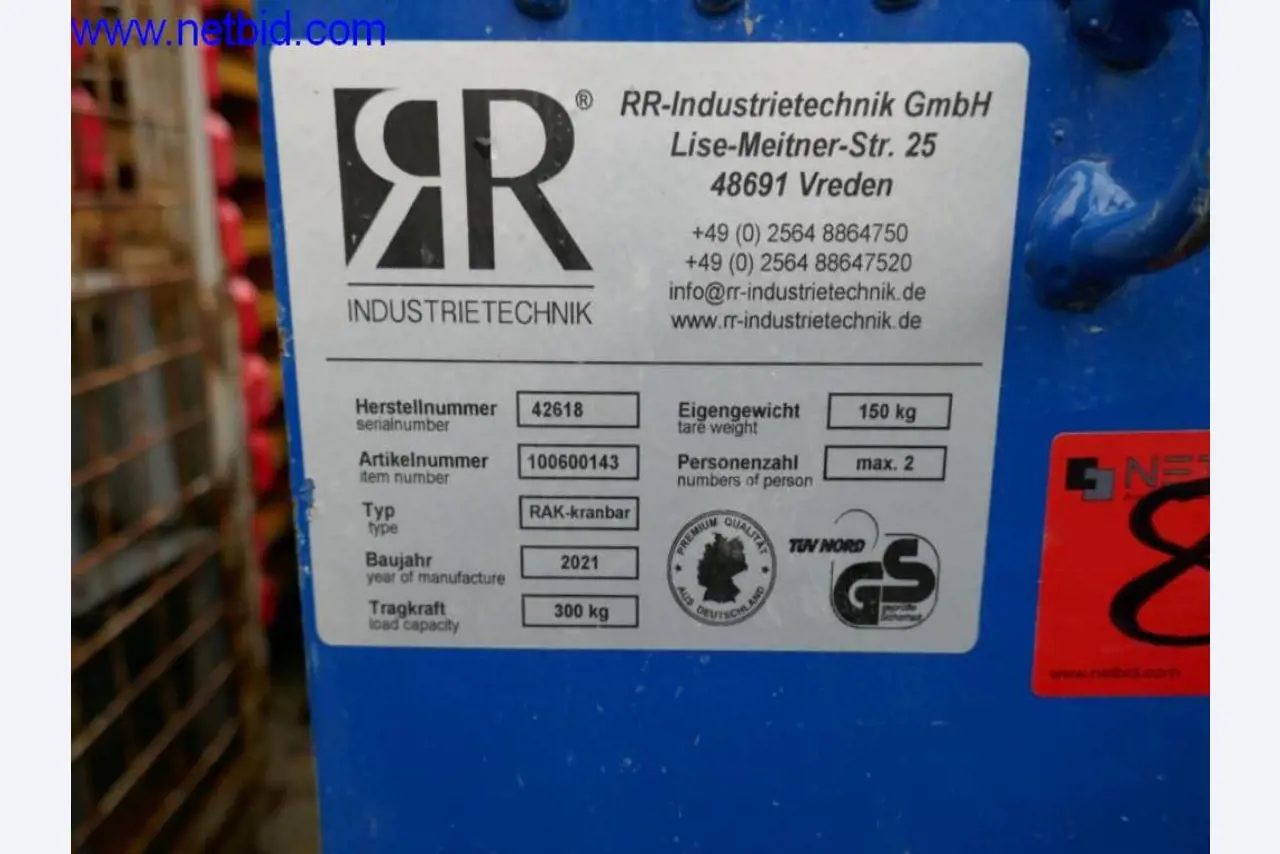 www.netbid.com
RR®
INDUSTRIETECHNIK
RR-Industrietechnik GmbH
Lise-Meitner-Str. 25
48691 Vreden
+49 (0) 2564 8864750
+49 (0) 2564 88647520
info@rr-industrietechnik.de
www.rr-industrietechnik.de
Herstellnummer 42618
serialnumber
Artikelnummer 100600143
item number
Typ RAK-kranbar
type
Baujahr 2021
year of manufacture
Tragkraft 300 kg
load capacity
Eigengewicht 150 kg
tare weight
Personenzahl max. 2
numbers of person
PREMIUM QUALITÄT
AUS DEUTSCHLAND
TÜV NORD
GS
geprüfte
Sicherheit
8
www.netbid.com